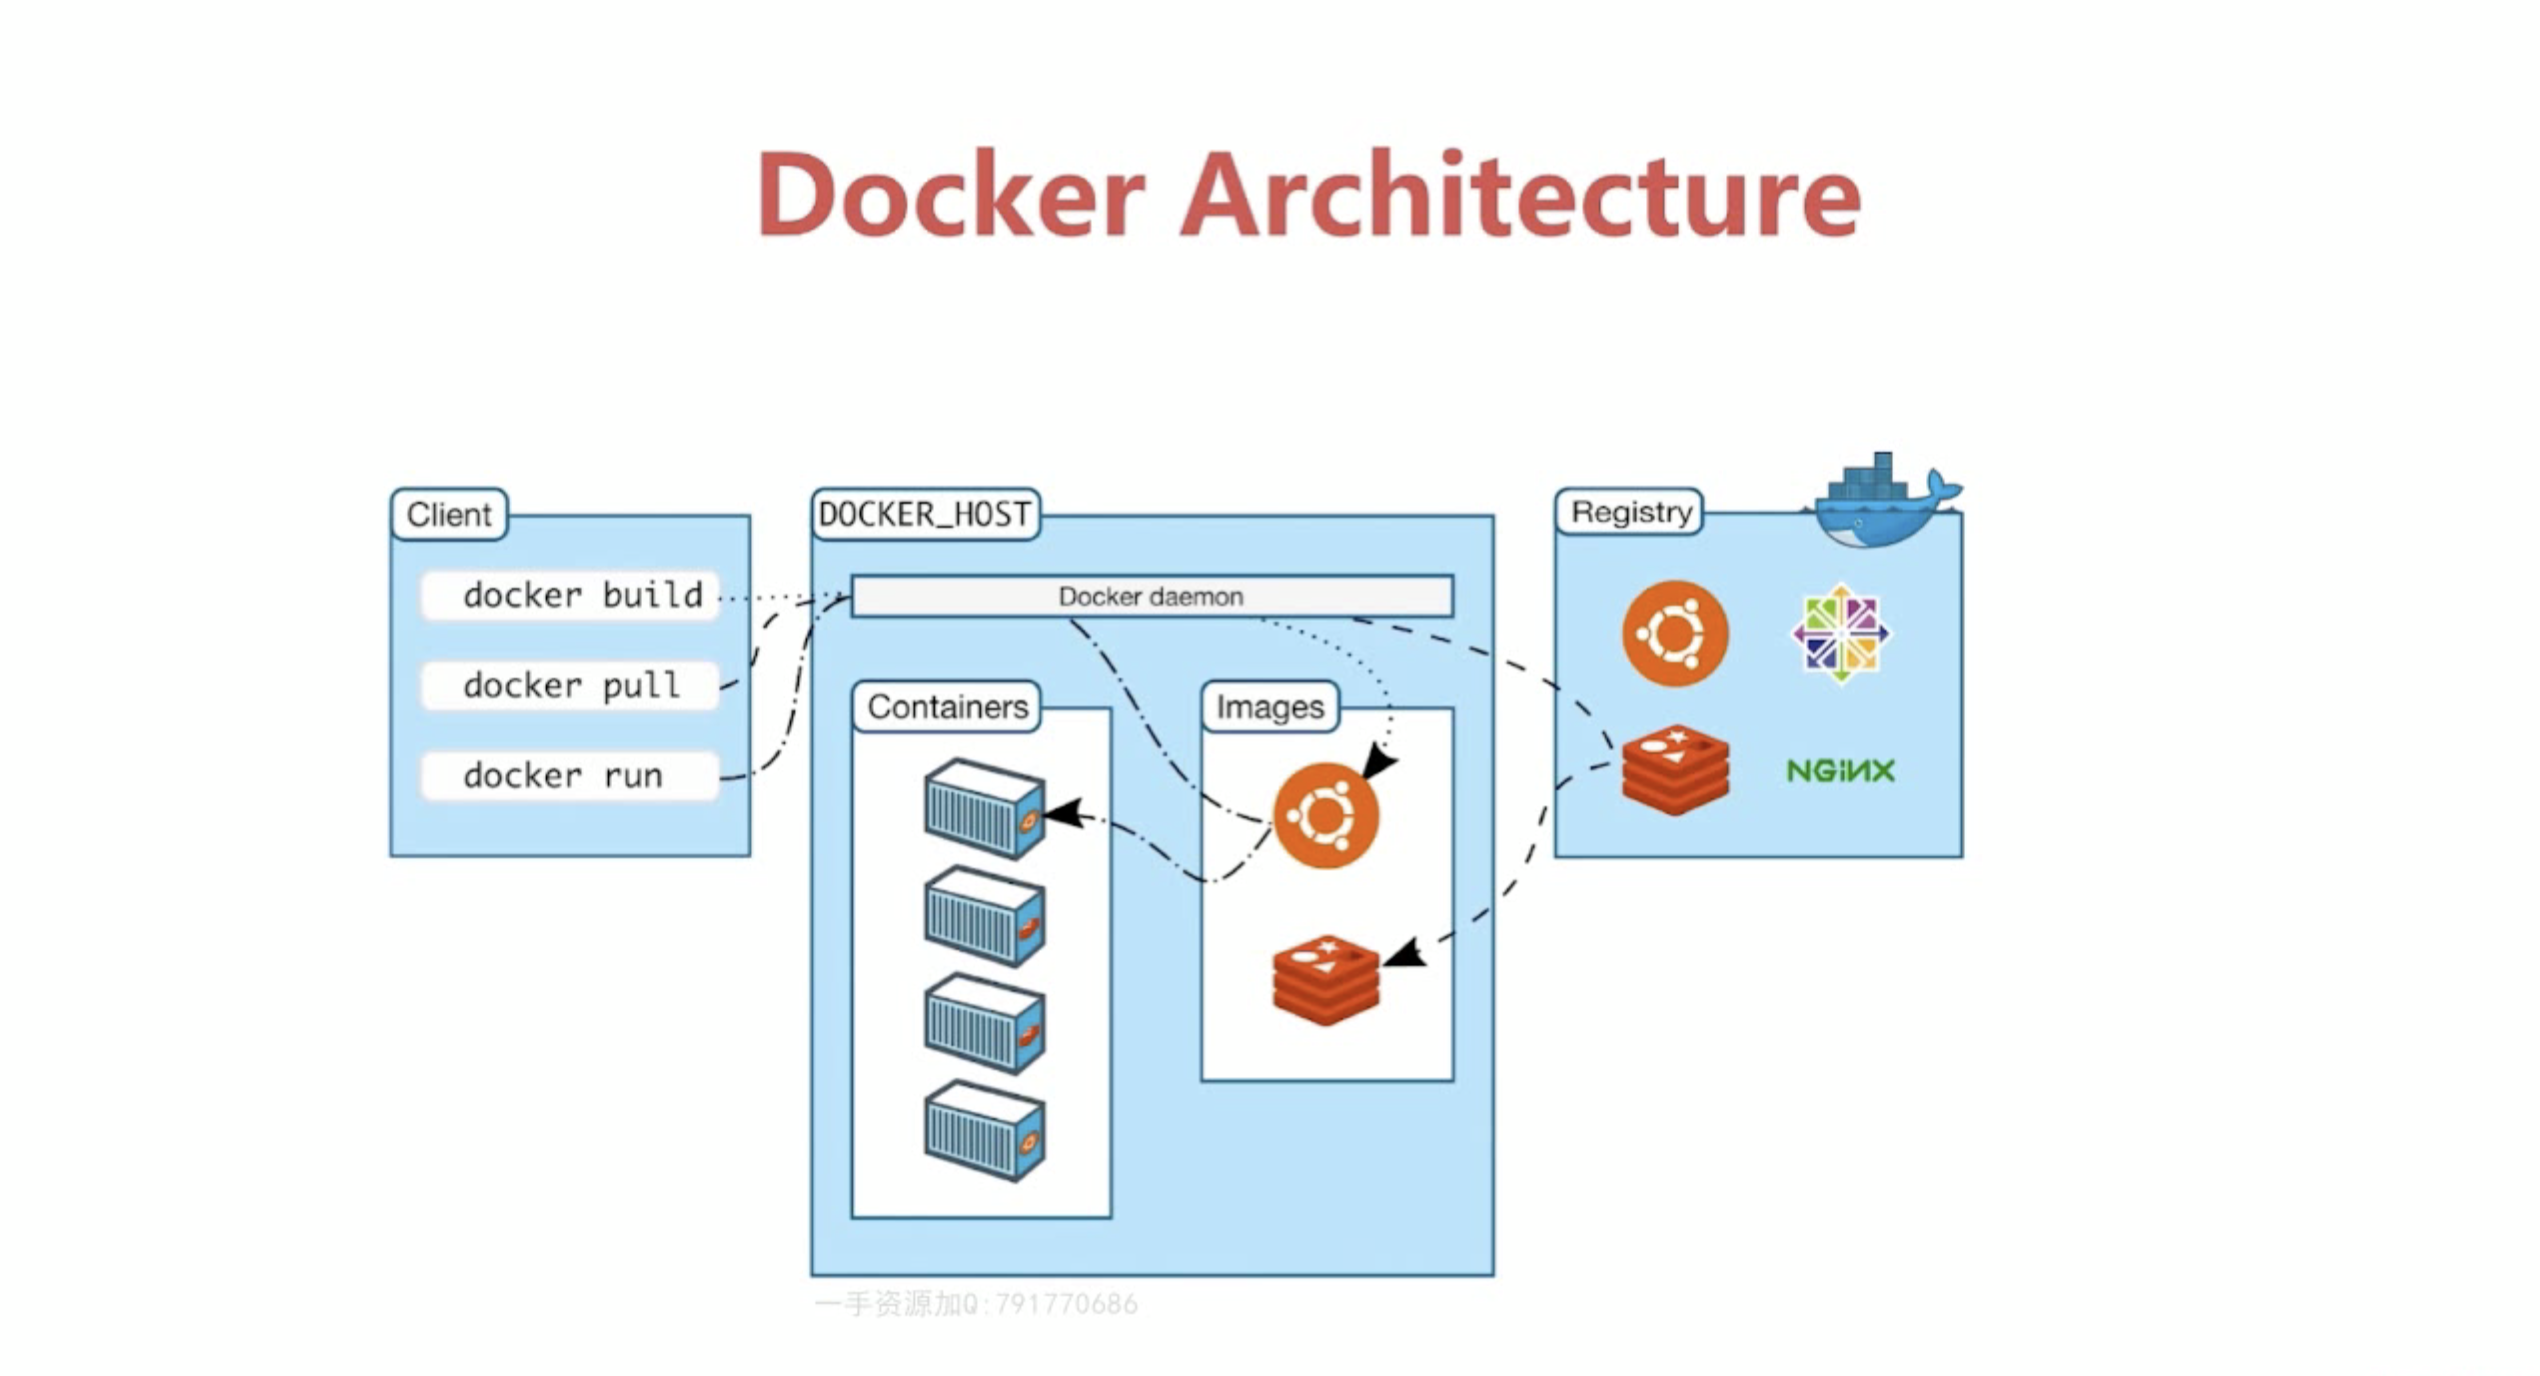 Docker Architecture
Client
docker build
docker pull
docker run
DOCKER_HOST
Docker daemon
Containers
Images
Registry
NGiNX
一手资源加Q:791770686